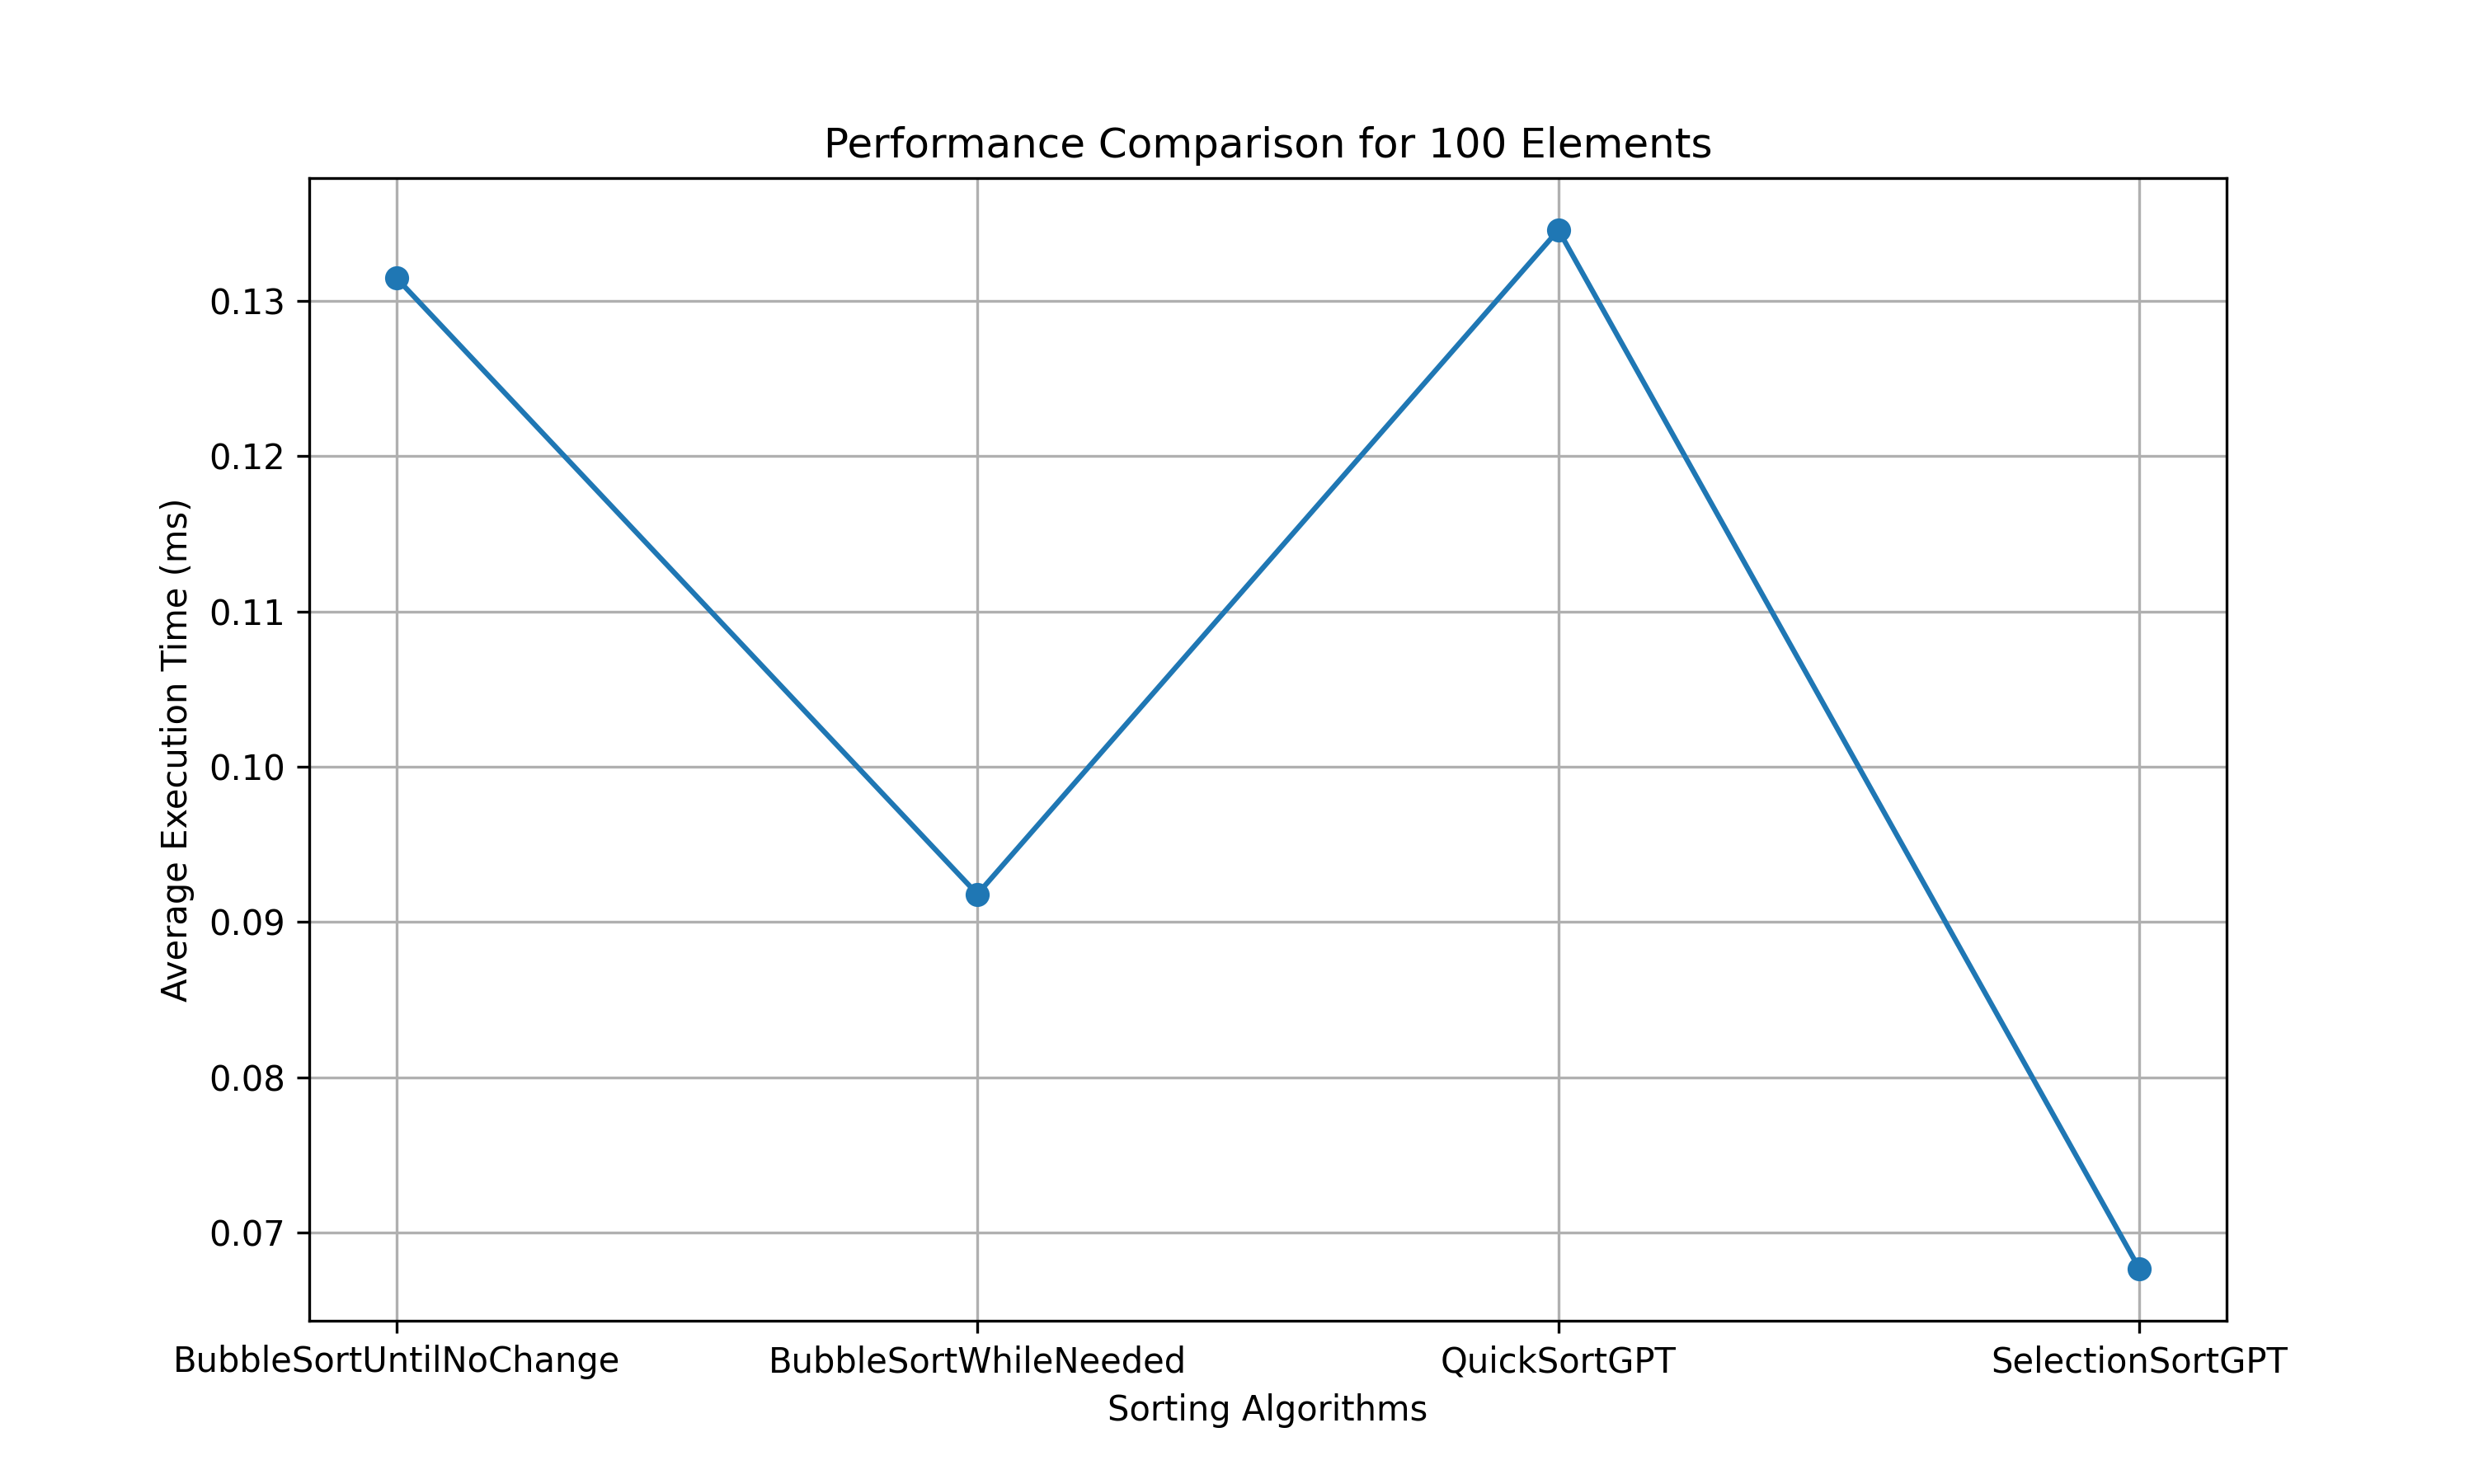 Performance Comparison for 100 Elements
Average Execution Time (ms)
0.13
0.12
0.11
0.10
0.09
0.08
0.07
BubbleSortUntilNoChange
BubbleSortWhileNeeded
QuickSortGPT
SelectionSortGPT
Sorting Algorithms